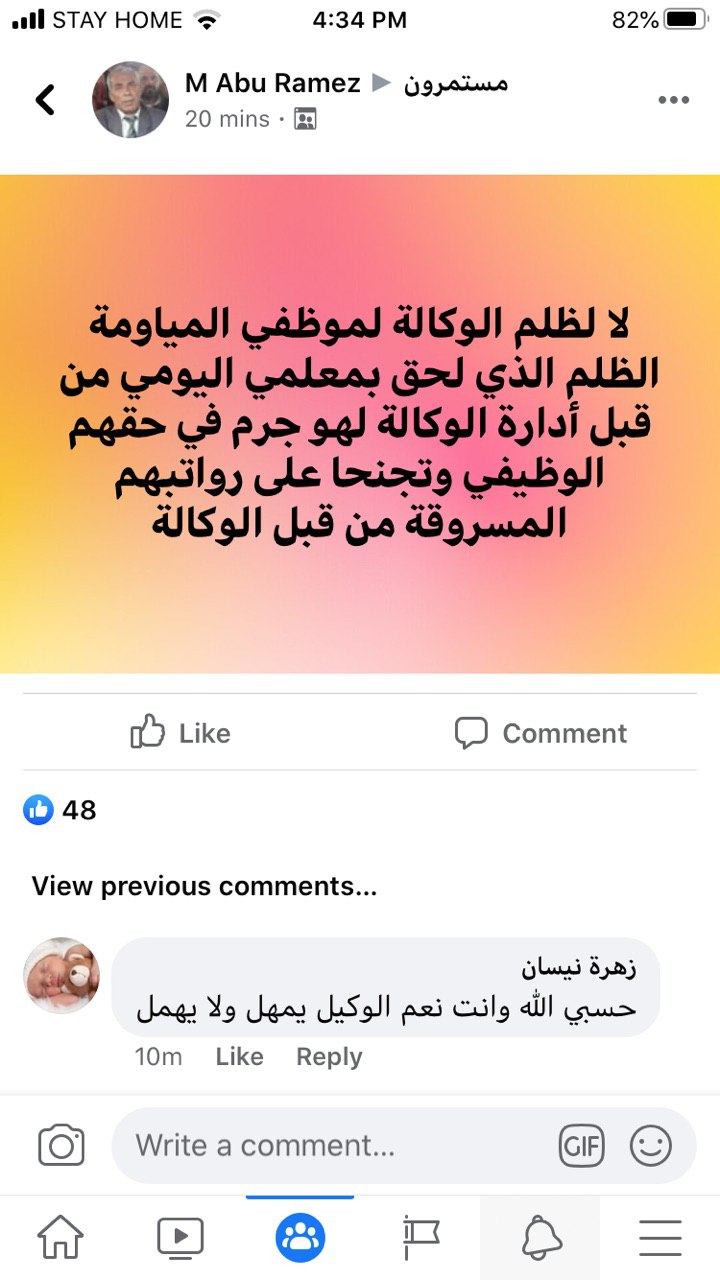 STAY HOME 4:34 PM 82%
M Abu Ramez ▶ مستمرون
20 mins ·
لا لظلم الوكالة لموظفي المياومة
الظلم الذي لحق بمعلمي اليومي من
قبل أدارة الوكالة لهو جرم في حقهم
الوظيفي وتجنحا على رواتبهم
المسروقة من قبل الوكالة
Like Comment
48
View previous comments...
زهرة نيسان
حسبي الله وانت نعم الوكيل يمهل ولا يهمل
10m Like Reply
Write a comment... GIF